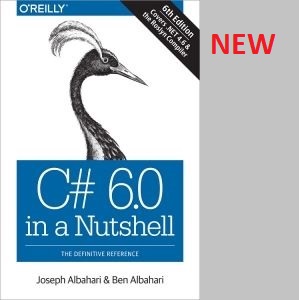 O'REILLY®
6th Edition
Covers .NET 4.6 &
the Rosyln Compiler
NEW
C# 6.0
in a Nutshell
THE DEFINITIVE REFERENCE
Joseph Albahari & Ben Albahari